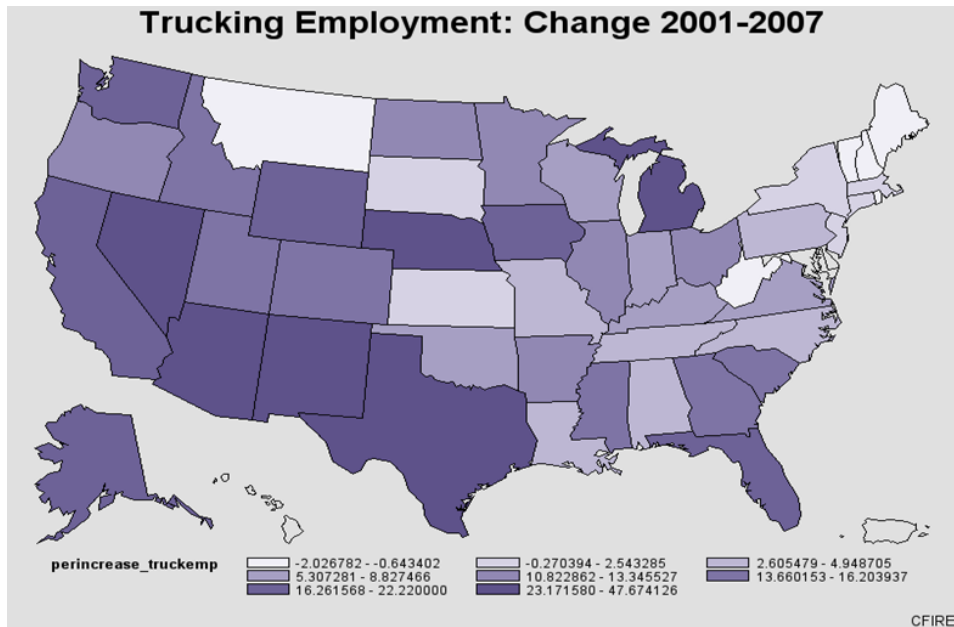 Trucking Employment: Change 2001-2007
perincrease_truckemp
-2.026782 - -0.643402 -0.270394 - 2.543285 2.605479 - 4.948705
5.307281 - 8.827466 10.822862 - 13.345527 13.660153 - 16.203937
16.261568 - 22.220000 23.171580 - 47.674126
CFIRE